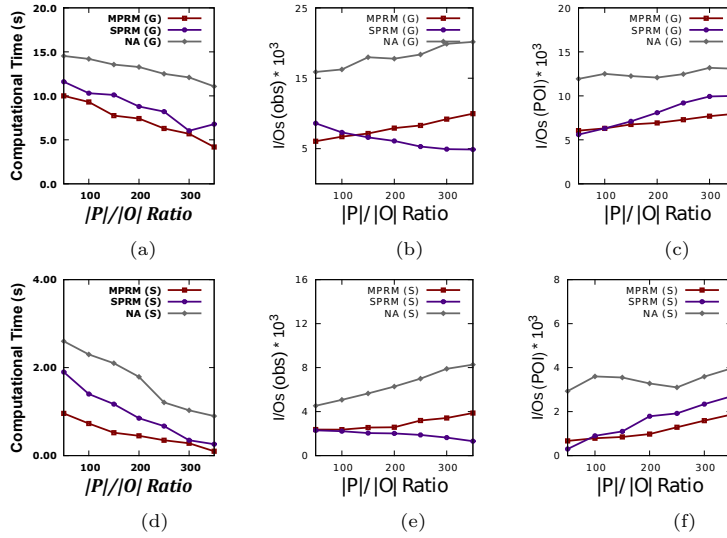 Computational Time (s)
20.0
15.0
10.0
5.0
0.0
MPRM (G)
SPRM (G)
NA (G)
100
200
300
|P|/|O| Ratio
(a)
I/Os (obs) * 10³
25
20
15
5
MPRM (G)
SPRM (G)
NA (G)
100
200
300
|P|/|O| Ratio
(b)
I/Os (POI) * 10³
20
15
10
5
0
MPRM (G)
SPRM (G)
NA (G)
100
200
300
|P|/|O| Ratio
(c)
Computational Time (s)
4.00
2.00
0.00
MPRM (S)
SPRM (S)
NA (S)
100
200
300
|P|/|O| Ratio
(d)
I/Os (obs) * 10³
16
12
8
4
0
MPRM (S)
SPRM (S)
NA (S)
100
200
300
|P|/|O| Ratio
(e)
I/Os (POI) * 10³
8
6
4
2
0
MPRM (S)
SPRM (S)
NA (S)
100
200
300
|P|/|O| Ratio
(f)